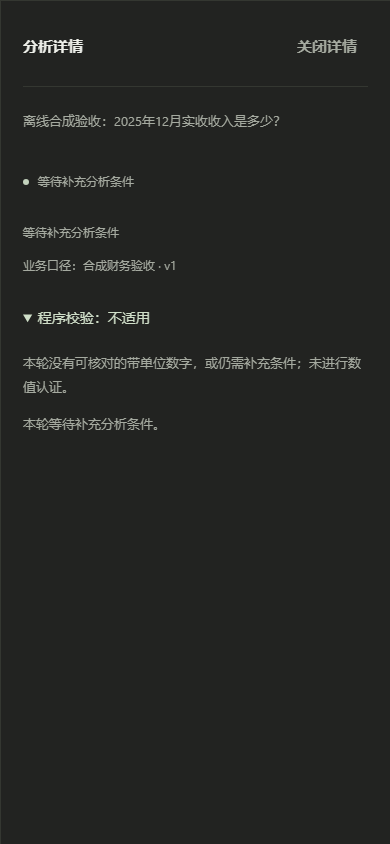 分析详情
关闭详情
离线合成验收：2025年12月实收收入是多少？
等待补充分析条件
等待补充分析条件
业务口径：合成财务验收 · v1
▼ 程序校验：不适用
本轮没有可核对的带单位数字，或仍需补充条件；未进行数
值认证。
本轮等待补充分析条件。